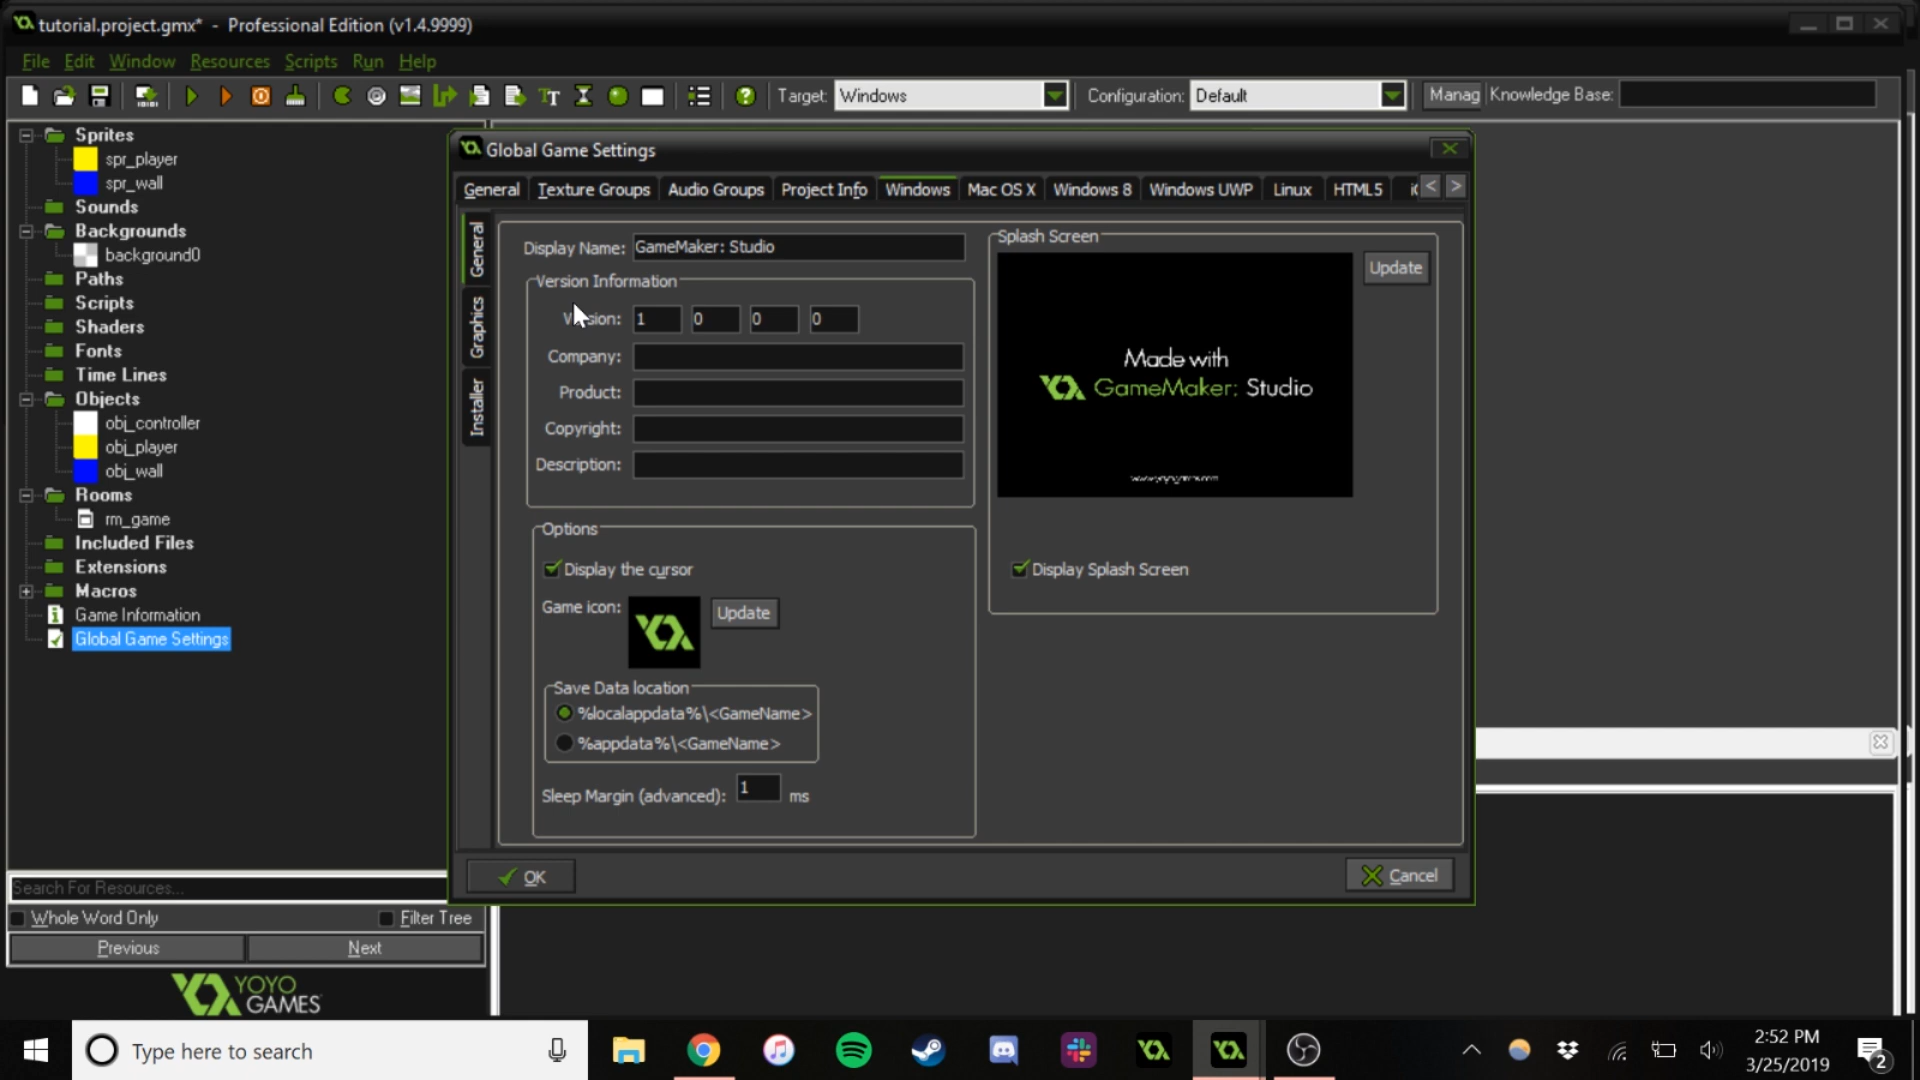 tutorial.project.gmx* - Professional Edition (v1.4.9999)
File Edit Window Resources Scripts Run Help
Target: Windows Configuration: Default Manag Knowledge Base:
Sprites
spr_player
spr_wall
Sounds
Backgrounds
background0
Paths
Scripts
Shaders
Fonts
Time Lines
Objects
obj_controller
obj_player
obj_wall
Rooms
rm_game
Included Files
Extensions
Macros
Game Information
Global Game Settings
Search For Resources...
Whole Word Only Filter Tree
Previous Next
YOYO
GAMES
Global Game Settings
General Texture Groups Audio Groups Project Info Windows Mac OS X Windows 8 Windows UWP Linux HTML5 < >
General
Graphics
Installer
Display Name: GameMaker: Studio
Version Information
1 0 0 0
Company:
Product:
Copyright:
Description:
Options
Display the cursor
Game icon: Update
Save Data location
%localappdata%\<GameName>
%appdata%\<GameName>
Sleep Margin (advanced): 1 ms
Splash Screen
Update
Made with
GameMaker: Studio
Display Splash Screen
OK Cancel
Type here to search
2:52 PM
3/25/2019
2